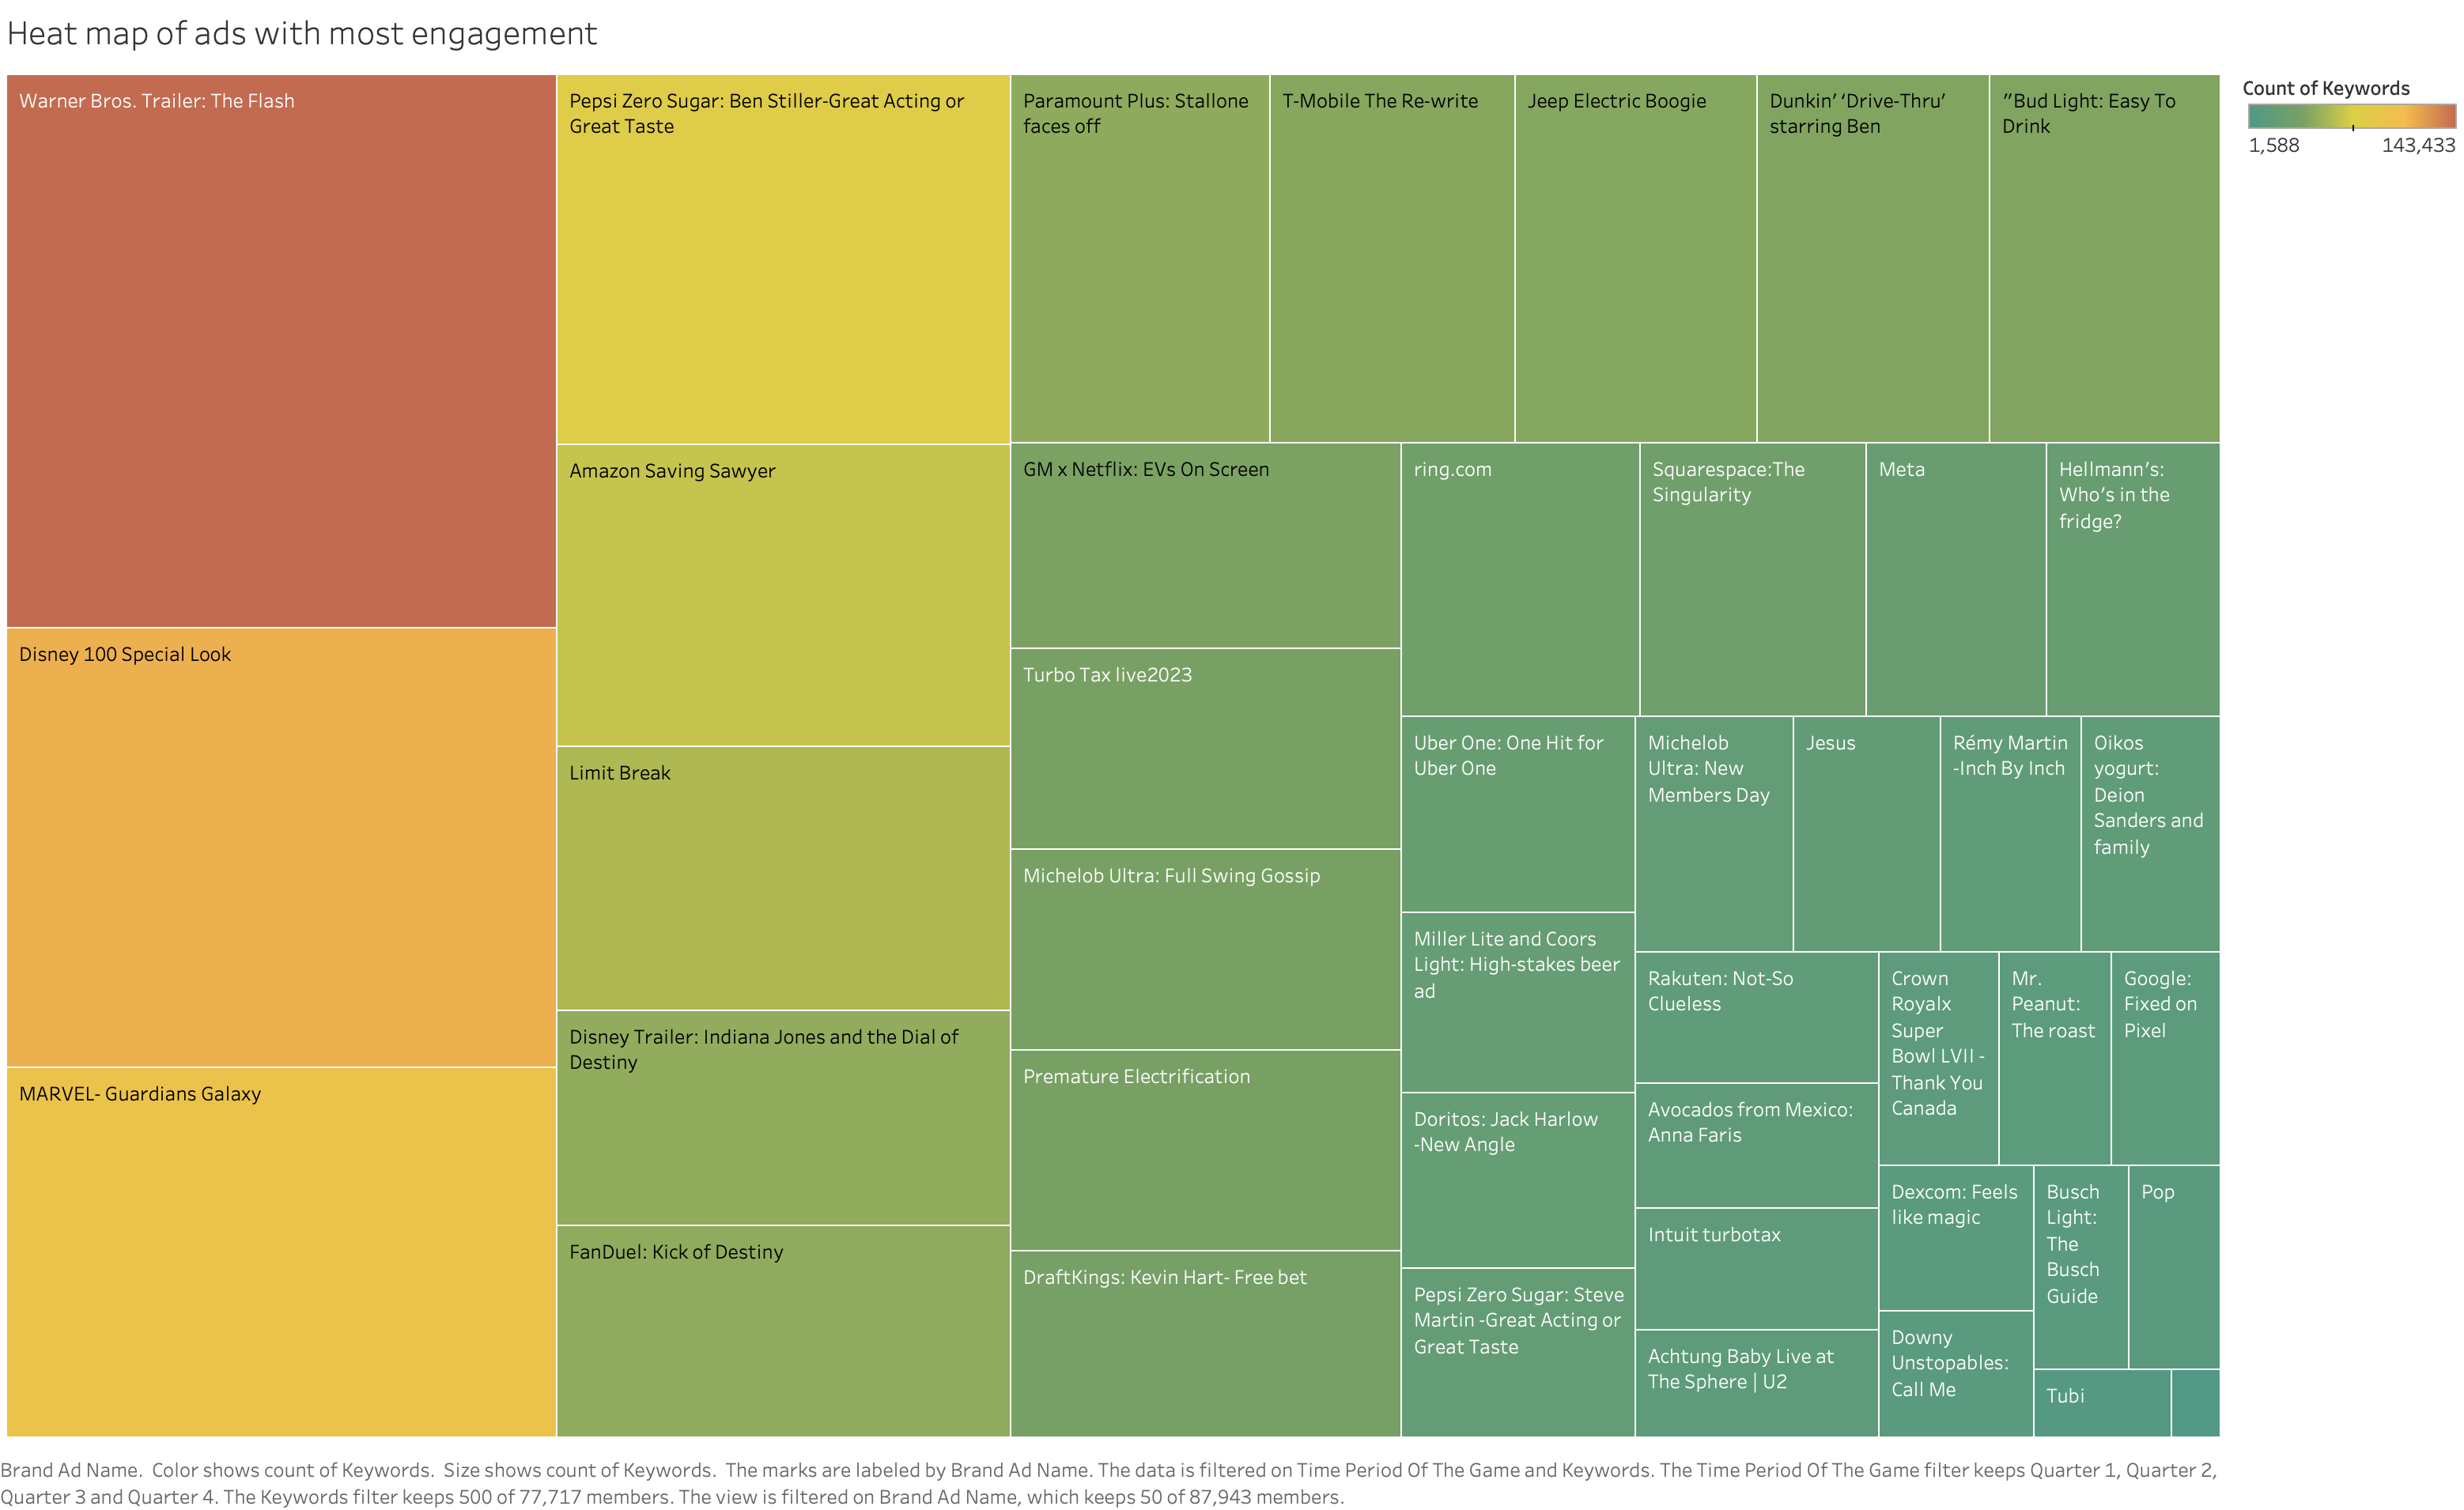 Heat map of ads with most engagement
Warner Bros. Trailer: The Flash
Disney 100 Special Look
MARVEL- Guardians Galaxy
Pepsi Zero Sugar: Ben Stiller-Great Acting or
Great Taste
Amazon Saving Sawyer
Limit Break
Disney Trailer: Indiana Jones and the Dial of
Destiny
FanDuel: Kick of Destiny
Paramount Plus: Stallone
faces off
T-Mobile The Re-write
Jeep Electric Boogie
Dunkin’ ‘Drive-Thru’
starring Ben
”Bud Light: Easy To
Drink
GM x Netflix: EVs On Screen
Turbo Tax live2023
Michelob Ultra: Full Swing Gossip
Premature Electrification
DraftKings: Kevin Hart- Free bet
ring.com
Squarespace:The
Singularity
Meta
Hellmann’s:
Who’s in the
fridge?
Uber One: One Hit for
Uber One
Miller Lite and Coors
Light: High-stakes beer
ad
Doritos: Jack Harlow
-New Angle
Pepsi Zero Sugar: Steve
Martin -Great Acting or
Great Taste
Michelob
Ultra: New
Members Day
Jesus
Rémy Martin
-Inch By Inch
Oikos
yogurt:
Deion
Sanders and
family
Rakuten: Not-So
Clueless
Avocados from Mexico:
Anna Faris
Intuit turbotax
Achtung Baby Live at
The Sphere | U2
Crown
Royalx
Super
Bowl LVII -
Thank You
Canada
Mr.
Peanut:
The roast
Google:
Fixed on
Pixel
Dexcom: Feels
like magic
Downy
Unstopables:
Call Me
Busch
Light:
The
Busch
Guide
Pop
Tubi
Count of Keywords
1,588 143,433
Brand Ad Name.  Color shows count of Keywords.  Size shows count of Keywords.  The marks are labeled by Brand Ad Name. The data is filtered on Time Period Of The Game and Keywords. The Time Period Of The Game filter keeps Quarter 1, Quarter 2,
Quarter 3 and Quarter 4. The Keywords filter keeps 500 of 77,717 members. The view is filtered on Brand Ad Name, which keeps 50 of 87,943 members.